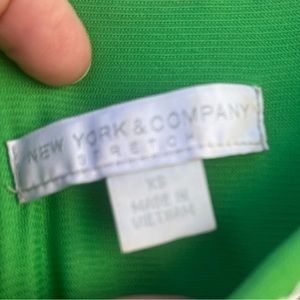 NEW YORK & COMPANY
STRETCH
XS
MADE IN
VIETNAM